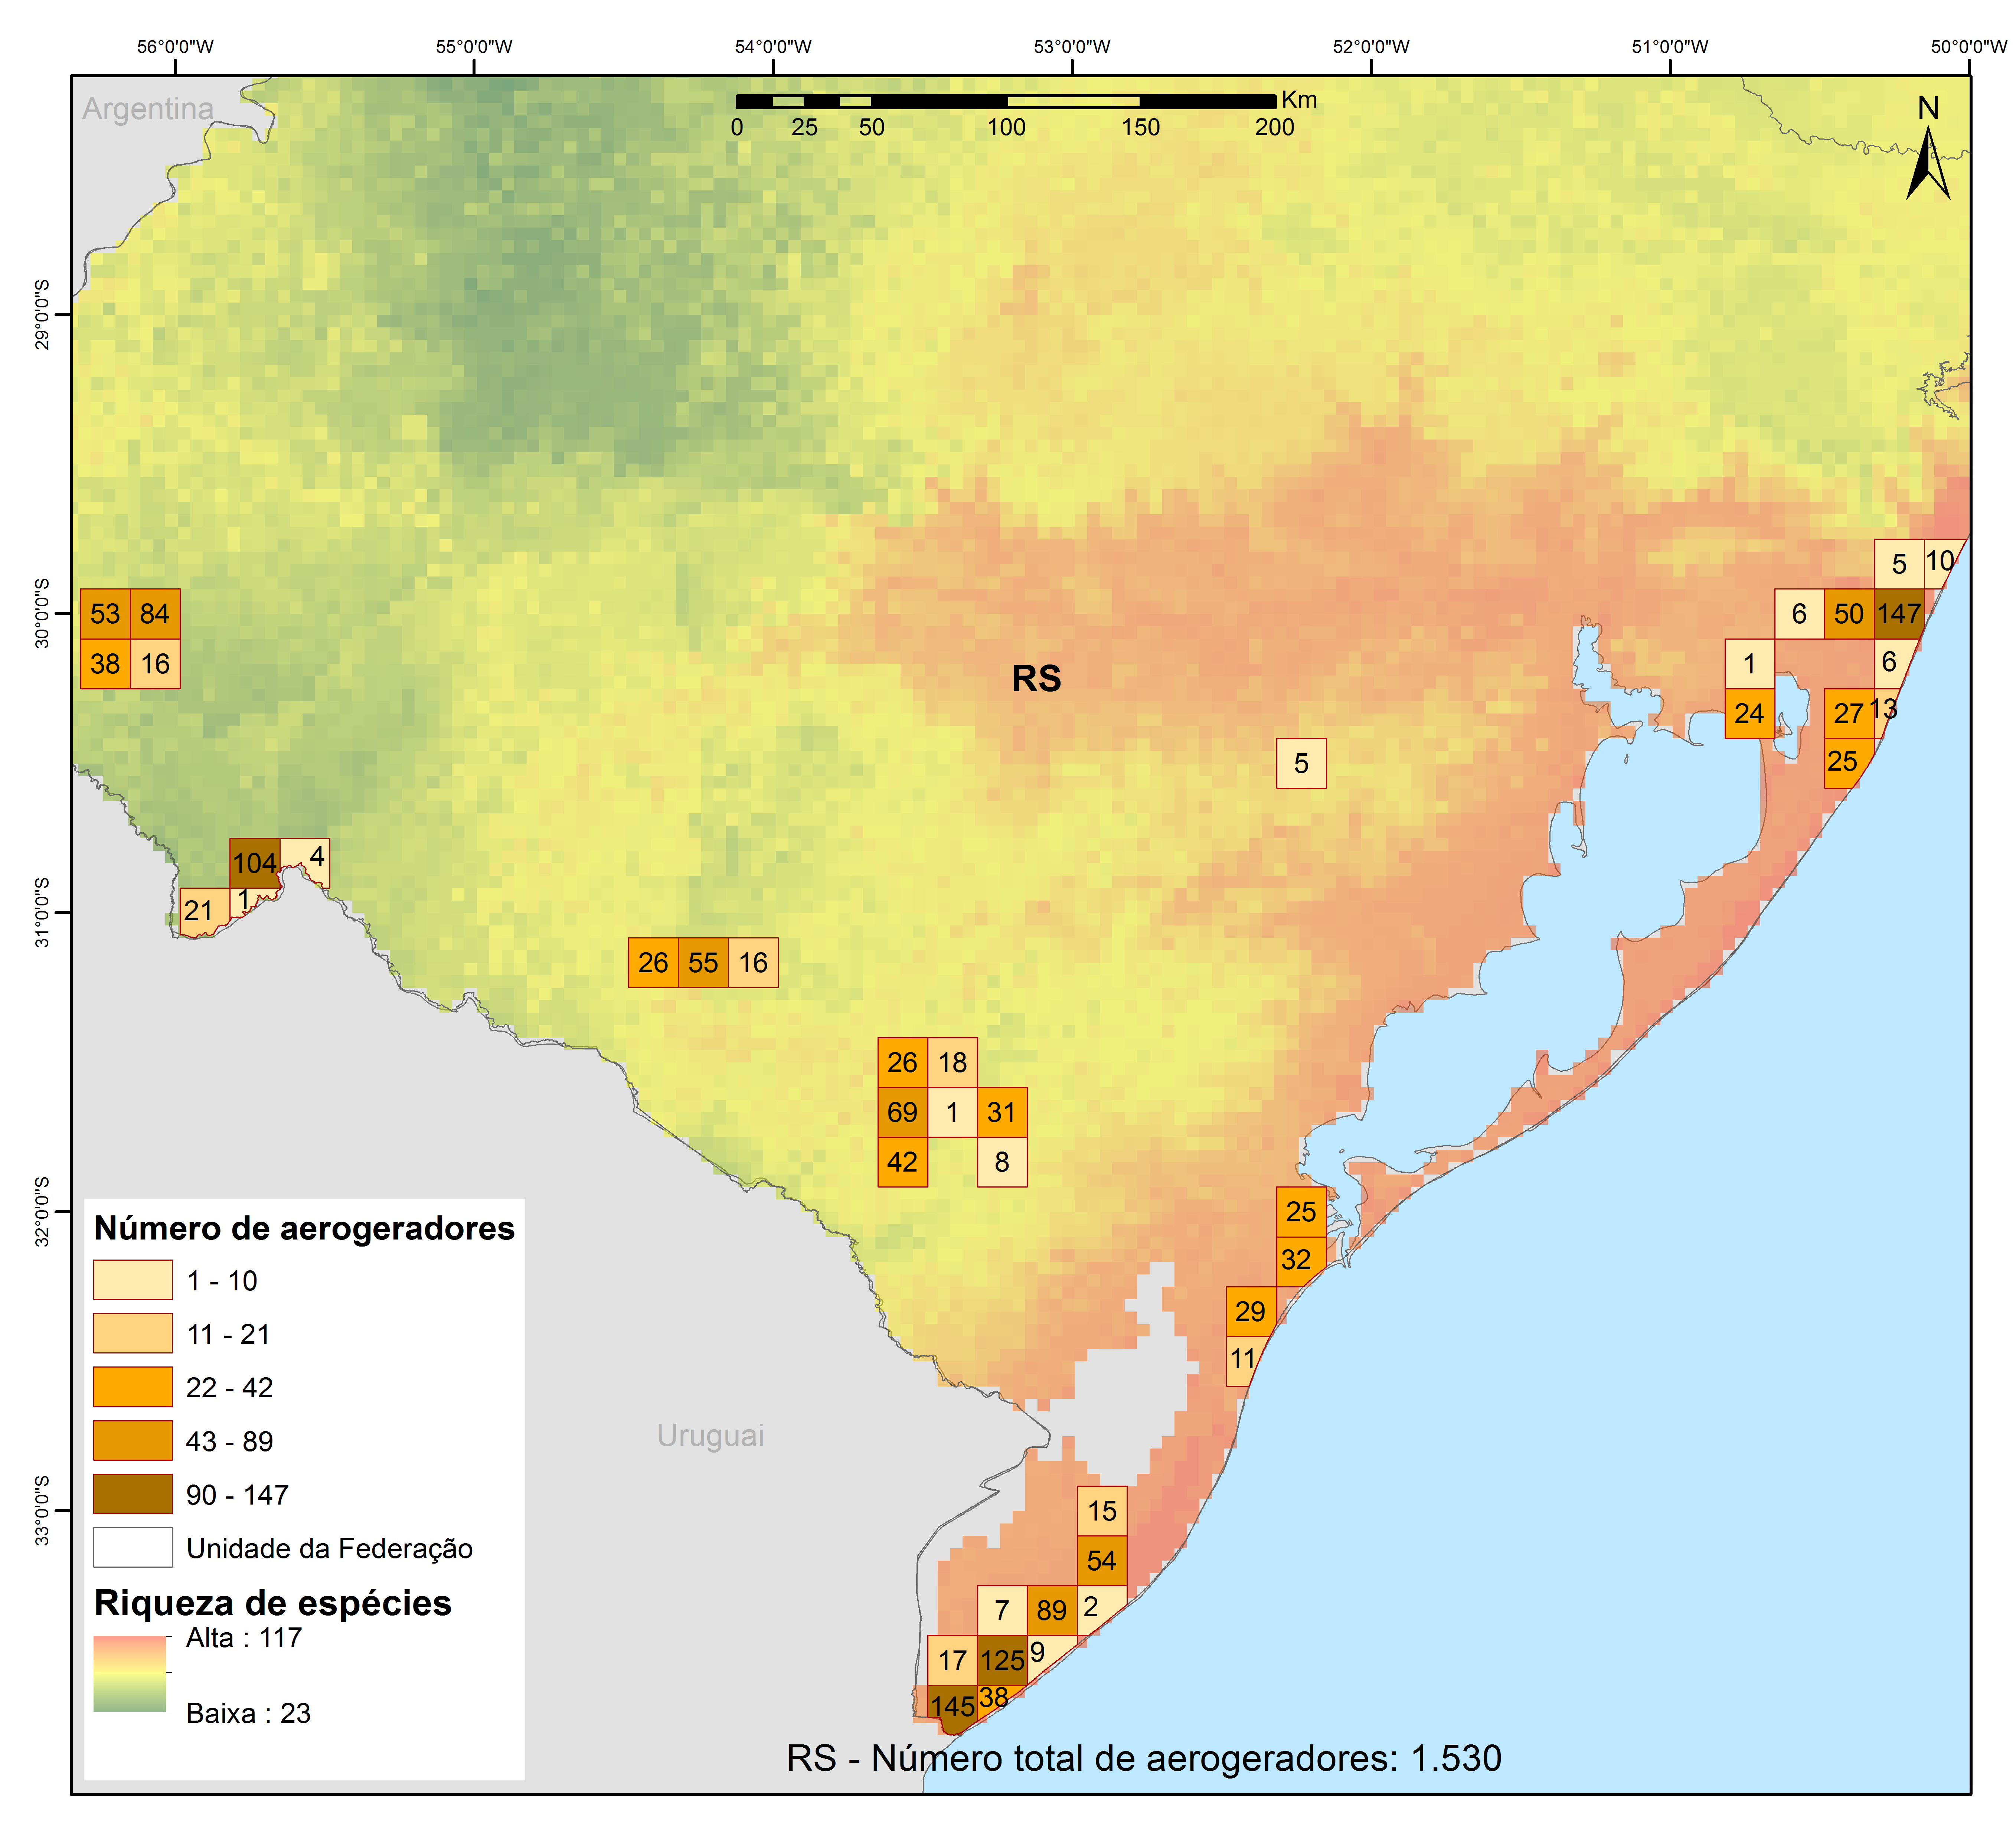 56°0'0"W 55°0'0"W 54°0'0"W 53°0'0"W 52°0'0"W 51°0'0"W 50°0'0"W
Argentina
Km
0 25 50 100 150 200
N
29°0'0"S
30°0'0"S
31°0'0"S
32°0'0"S
33°0'0"S
5 10
53 84
6 50 147
38 16
1 6
RS
24 27 13
5
25
104 4
21 1
26 55 16
26 18
69 1 31
42 8
25
32
29
11
Uruguai
15
54
7 89 2
17 125 9
145 38
Número de aerogeradores
1 - 10
11 - 21
22 - 42
43 - 89
90 - 147
Unidade da Federação
Riqueza de espécies
Alta : 117
Baixa : 23
RS - Número total de aerogeradores: 1.530